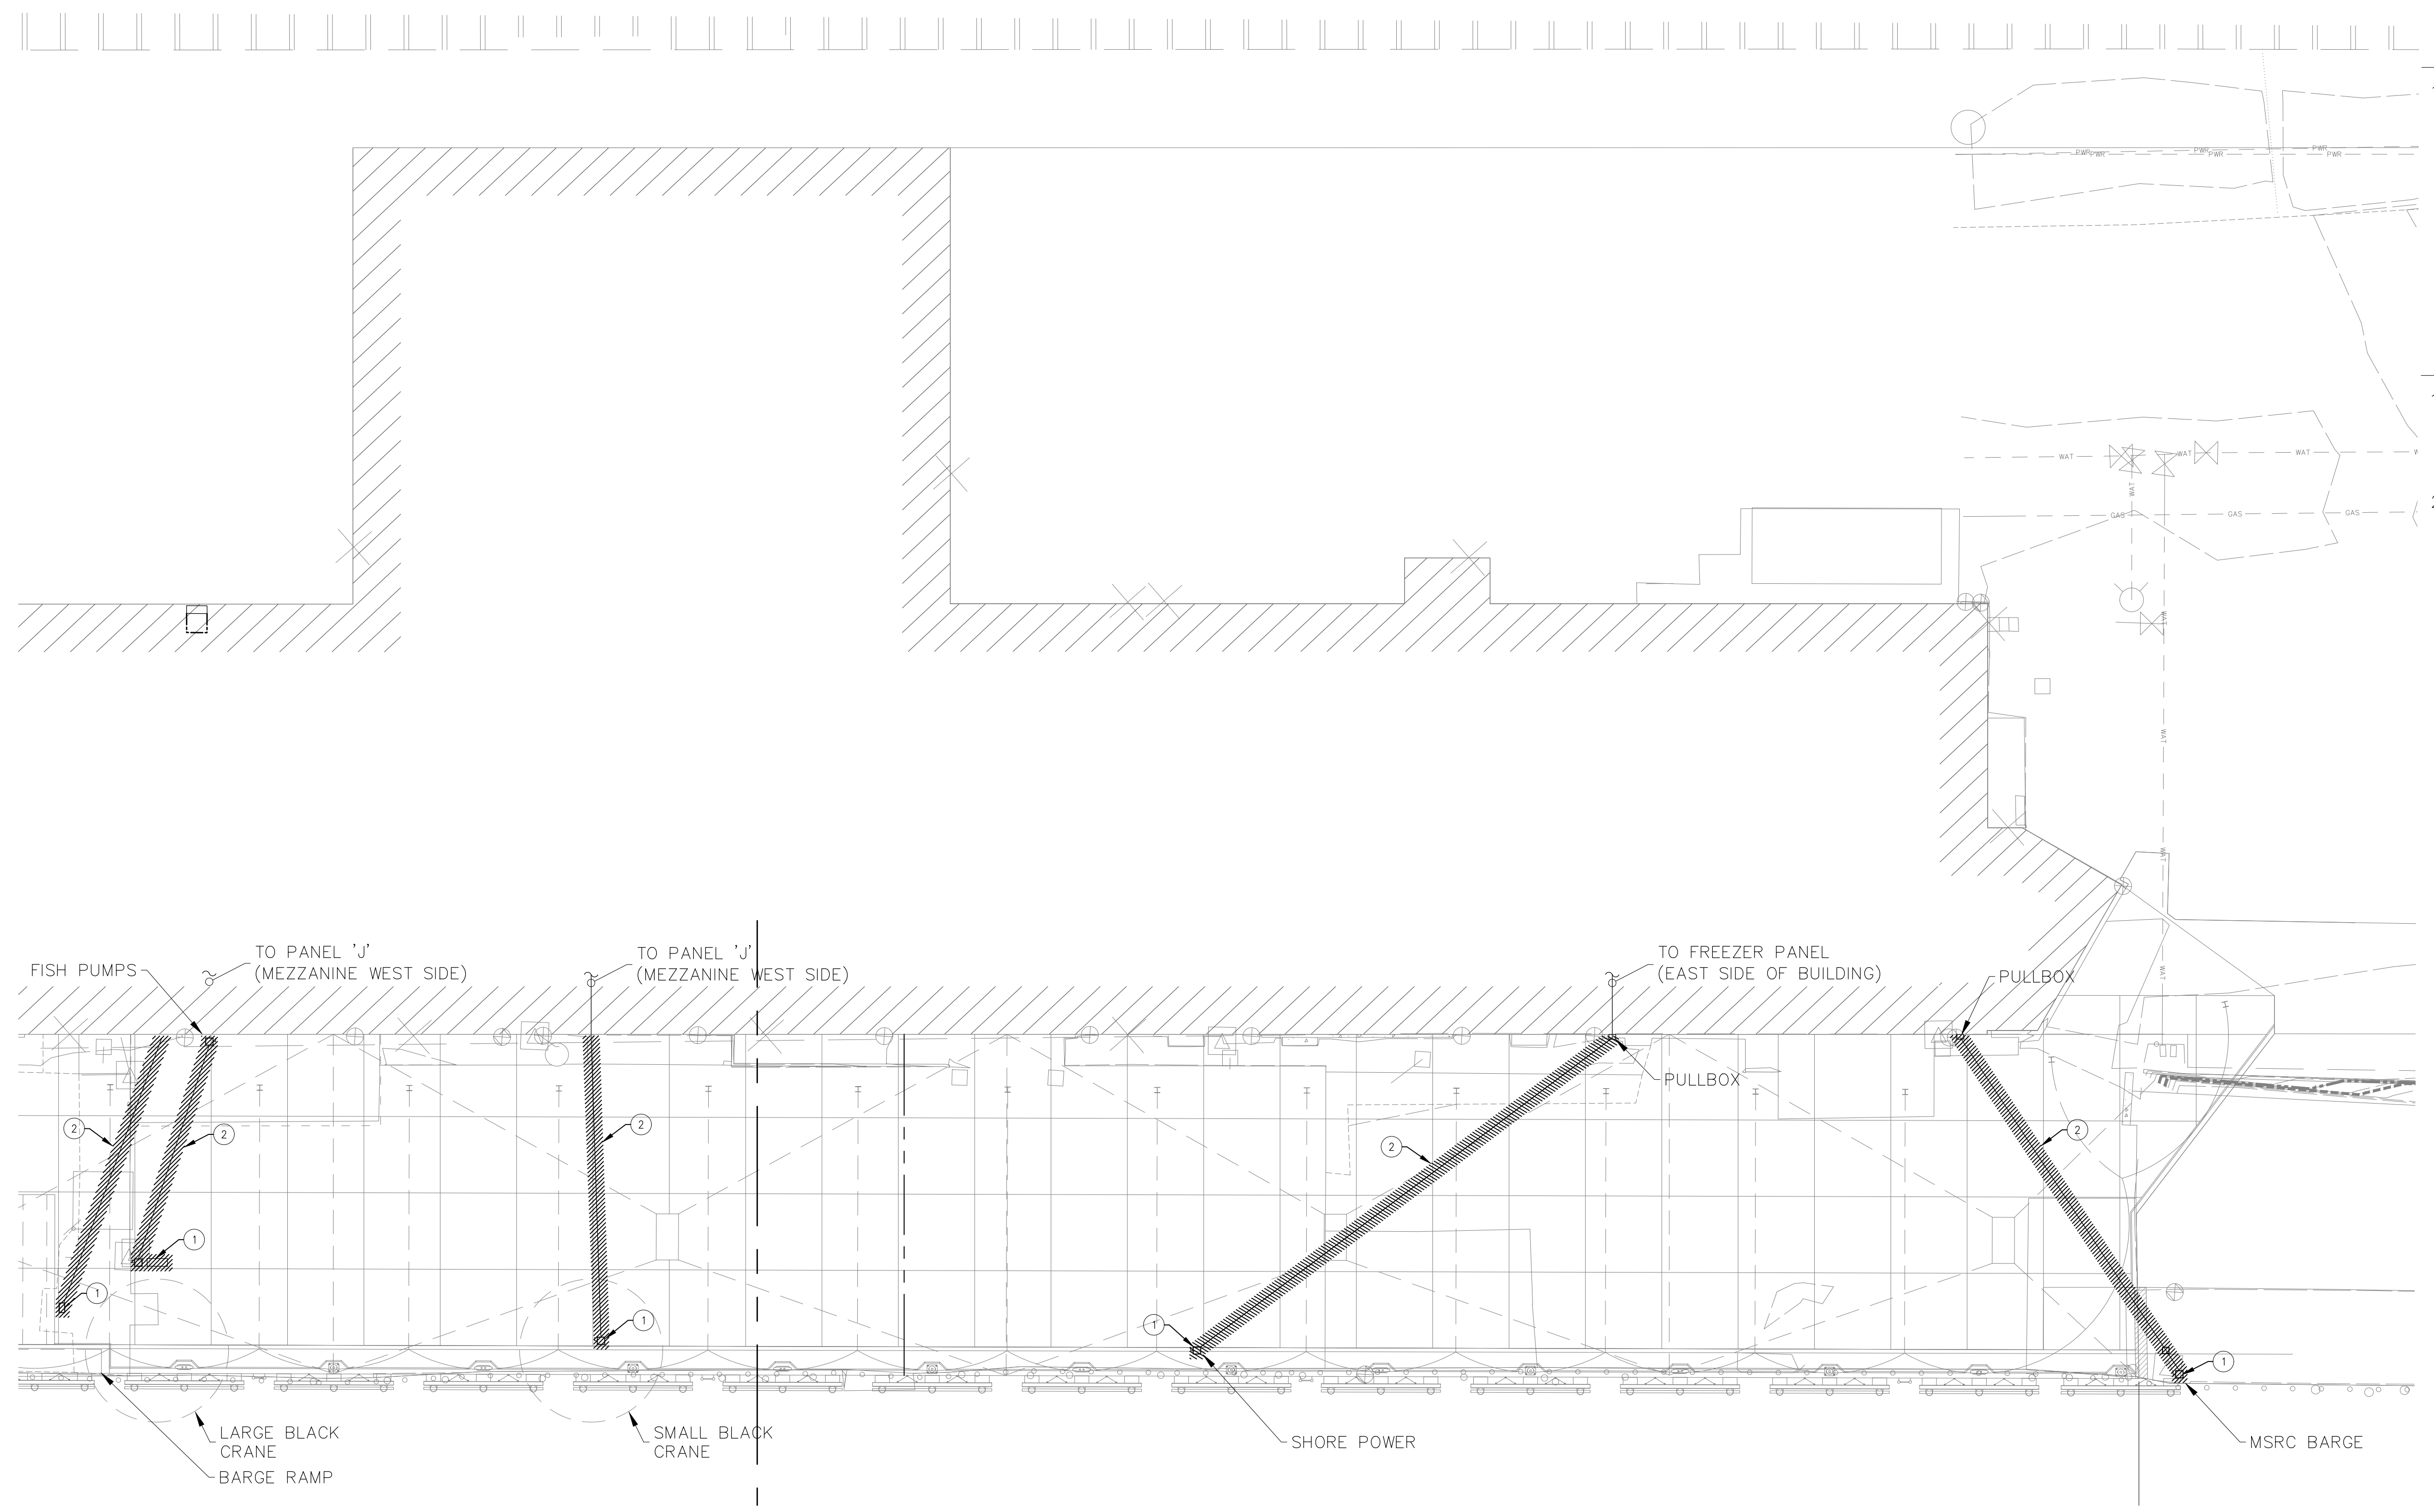 PWR PWR PWR PWR PWR PWR
WAT WAT WAT
WAT
GAS GAS GAS
WAT
WAT
WAT
WAT
TO PANEL 'J'
(MEZZANINE WEST SIDE)
FISH PUMPS
TO PANEL 'J'
(MEZZANINE WEST SIDE)
TO FREEZER PANEL
(EAST SIDE OF BUILDING)
PULLBOX
PULLBOX
2
2
2
2
2
1
1
1
1
1
LARGE BLACK
CRANE
BARGE RAMP
SMALL BLACK
CRANE
SHORE POWER
MSRC BARGE